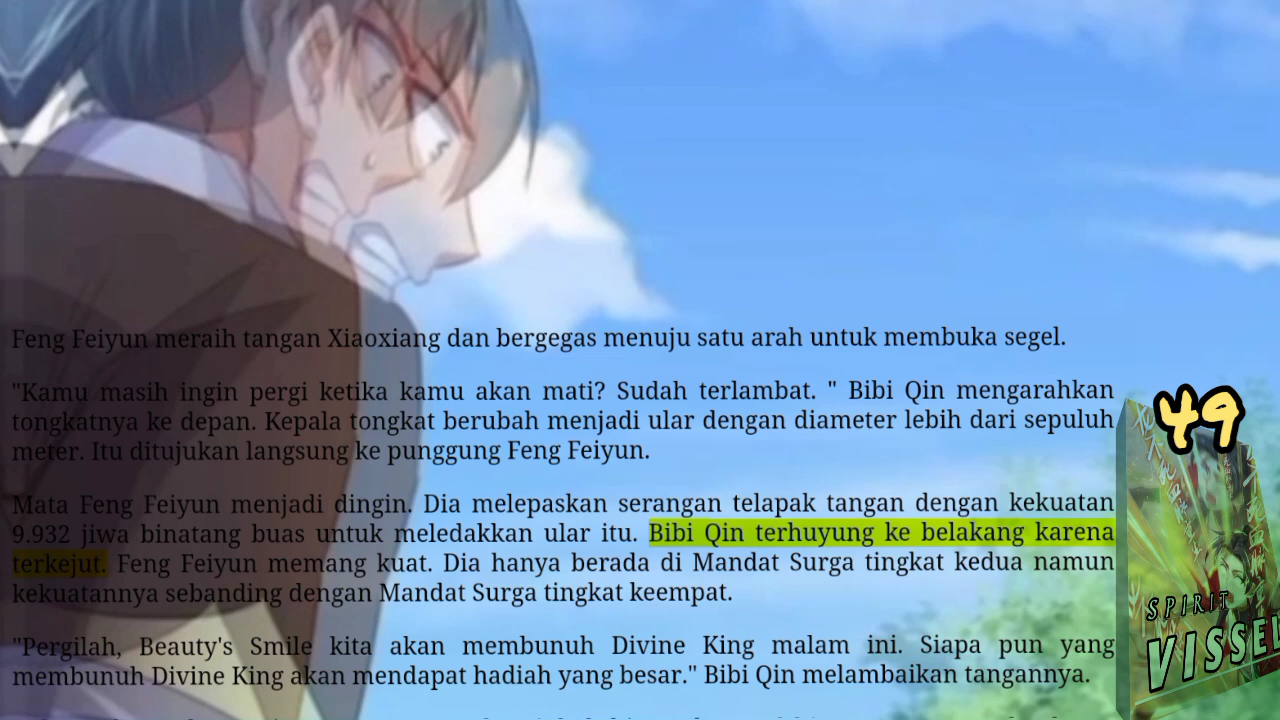 Feng Feiyun meraih tangan Xiaoxiang dan bergegas menuju satu arah untuk membuka segel.
"Kamu masih ingin pergi ketika kamu akan mati? Sudah terlambat. " Bibi Qin mengarahkan
tongkatnya ke depan. Kepala tongkat berubah menjadi ular dengan diameter lebih dari sepuluh
meter. Itu ditujukan langsung ke punggung Feng Feiyun.
Mata Feng Feiyun menjadi dingin. Dia melepaskan serangan telapak tangan dengan kekuatan
9.932 jiwa binatang buas untuk meledakkan ular itu. Bibi Qin terhuyung ke belakang karena
terkejut. Feng Feiyun memang kuat. Dia hanya berada di Mandat Surga tingkat kedua namun
kekuatannya sebanding dengan Mandat Surga tingkat keempat.
"Pergilah, Beauty's Smile kita akan membunuh Divine King malam ini. Siapa pun yang
membunuh Divine King akan mendapat hadiah yang besar." Bibi Qin melambaikan tangannya.
49
SPIRIT
VISSEL